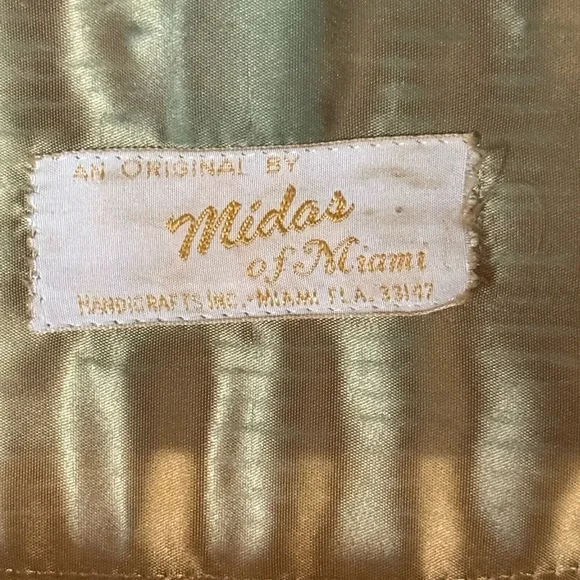 AN ORIGINAL BY
Midas
of Miami
HANDICRAFTS INC.-MIAMI FLA. 33147